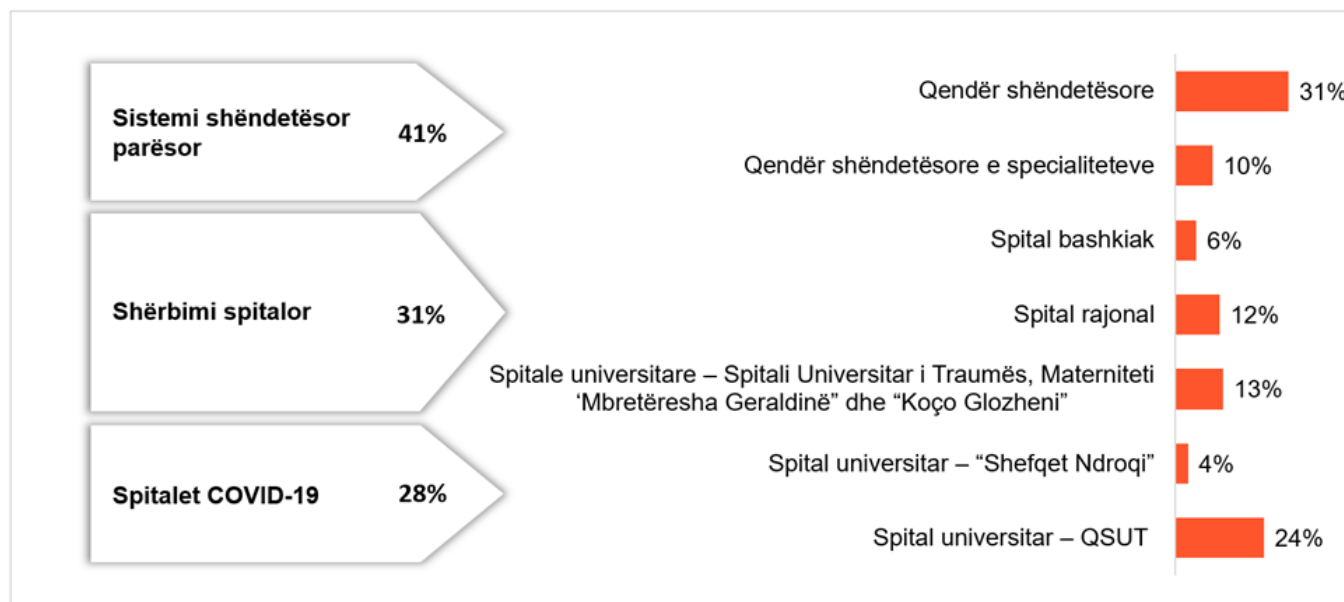 Sistemi shëndetësor
parësor
41%
Shërbimi spitalor
31%
Spitalet COVID-19
28%
Qendër shëndetësore
31%
Qendër shëndetësore e specialiteteve
10%
Spital bashkiak
6%
Spital rajonal
12%
Spitale universitare – Spitali Universitar i Traumës, Materniteti
‘Mbretëresha Geraldinë” dhe “Koço Glozheni”
13%
Spital universitar – “Shefqet Ndroqi”
4%
Spital universitar – QSUT
24%